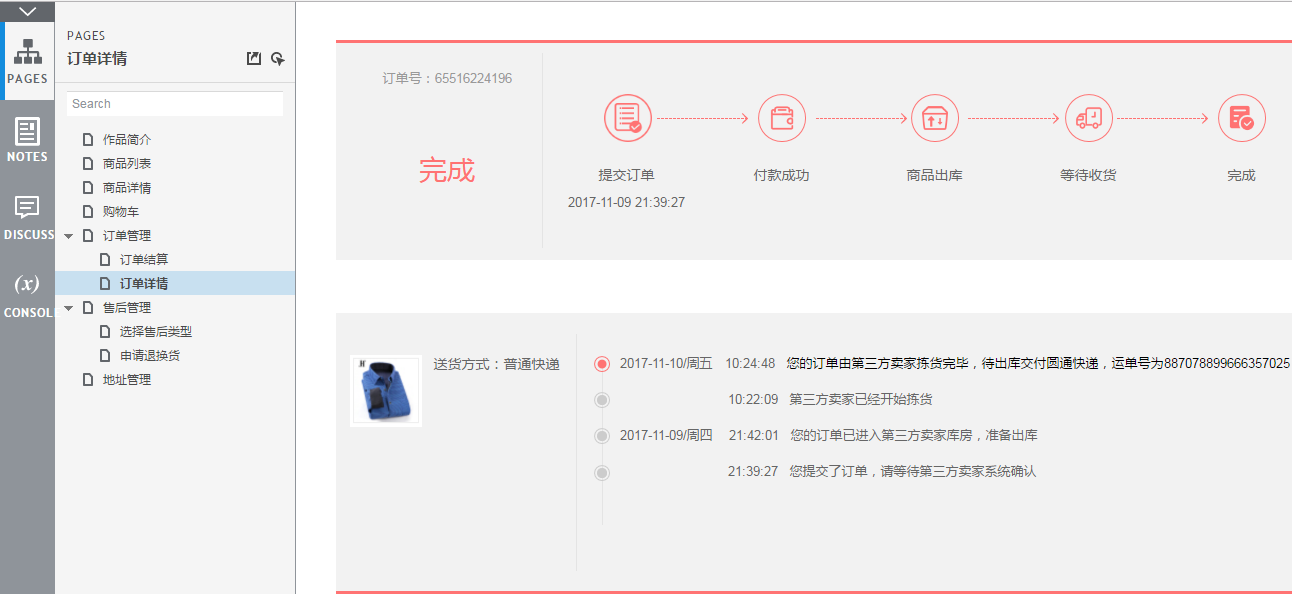 PAGES
订单详情
PAGES
Search
NOTES
DISCUSS
(x)
CONSOL
作品简介
商品列表
商品详情
购物车
订单管理
订单结算
订单详情
售后管理
选择售后类型
申请退换货
地址管理
订单号：65516224196
完成
提交订单
2017-11-09 21:39:27
付款成功
商品出库
等待收货
完成
送货方式：普通快递
2017-11-10/周五 10:24:48 您的订单由第三方卖家拣货完毕，待出库交付圆通快递，运单号为887078899666357025
10:22:09 第三方卖家已经开始拣货
2017-11-09/周四 21:42:01 您的订单已进入第三方卖家库房，准备出库
21:39:27 您提交了订单，请等待第三方卖家系统确认